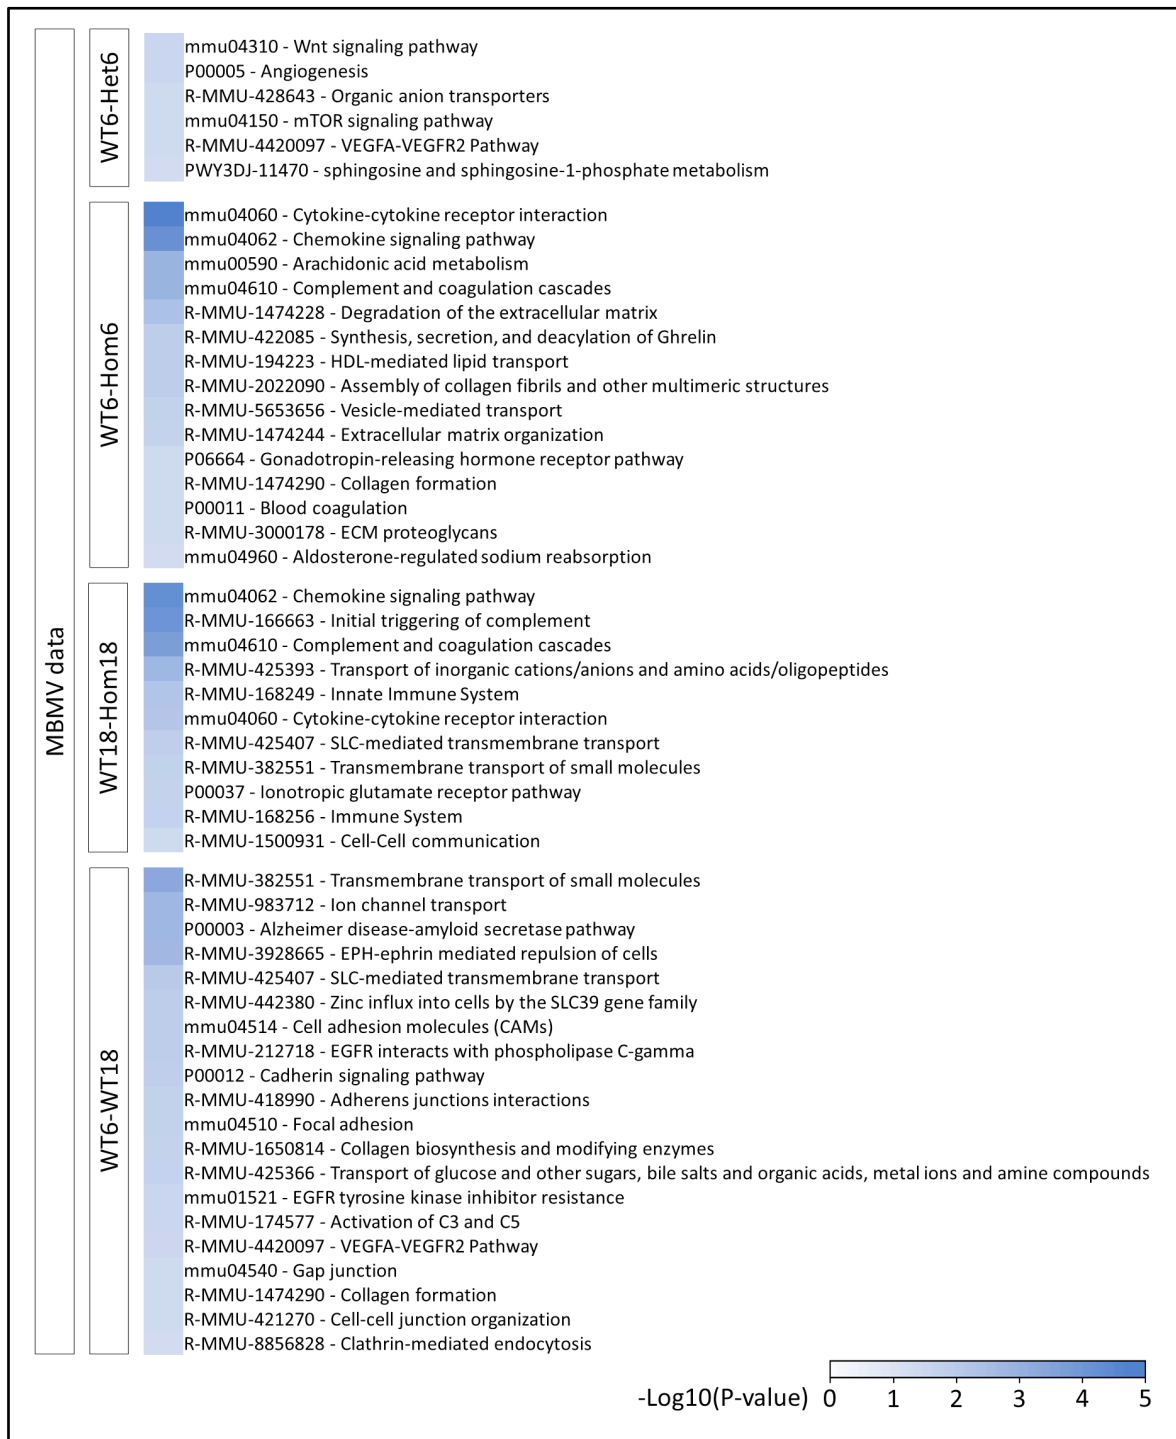 MBMV data
WT6-Het6
mmu04310 - Wnt signaling pathway
P00005 - Angiogenesis
R-MMU-428643 - Organic anion transporters
mmu04150 - mTOR signaling pathway
R-MMU-4420097 - VEGFA-VEGFR2 Pathway
PWY3DJ-11470 - sphingosine and sphingosine-1-phosphate metabolism
WT6-Hom6
mmu04060 - Cytokine-cytokine receptor interaction
mmu04062 - Chemokine signaling pathway
mmu00590 - Arachidonic acid metabolism
mmu04610 - Complement and coagulation cascades
R-MMU-1474228 - Degradation of the extracellular matrix
R-MMU-422085 - Synthesis, secretion, and deacylation of Ghrelin
R-MMU-194223 - HDL-mediated lipid transport
R-MMU-2022090 - Assembly of collagen fibrils and other multimeric structures
R-MMU-5653656 - Vesicle-mediated transport
R-MMU-1474244 - Extracellular matrix organization
P06664 - Gonadotropin-releasing hormone receptor pathway
R-MMU-1474290 - Collagen formation
P00011 - Blood coagulation
R-MMU-3000178 - ECM proteoglycans
mmu04960 - Aldosterone-regulated sodium reabsorption
WT18-Hom18
mmu04062 - Chemokine signaling pathway
R-MMU-166663 - Initial triggering of complement
mmu04610 - Complement and coagulation cascades
R-MMU-425393 - Transport of inorganic cations/anions and amino acids/oligopeptides
R-MMU-168249 - Innate Immune System
mmu04060 - Cytokine-cytokine receptor interaction
R-MMU-425407 - SLC-mediated transmembrane transport
R-MMU-382551 - Transmembrane transport of small molecules
P00037 - Ionotropic glutamate receptor pathway
R-MMU-168256 - Immune System
R-MMU-1500931 - Cell-Cell communication
WT6-WT18
R-MMU-382551 - Transmembrane transport of small molecules
R-MMU-983712 - Ion channel transport
P00003 - Alzheimer disease-amyloid secretase pathway
R-MMU-3928665 - EPH-ephrin mediated repulsion of cells
R-MMU-425407 - SLC-mediated transmembrane transport
R-MMU-442380 - Zinc influx into cells by the SLC39 gene family
mmu04514 - Cell adhesion molecules (CAMs)
R-MMU-212718 - EGFR interacts with phospholipase C-gamma
P00012 - Cadherin signaling pathway
R-MMU-418990 - Adherens junctions interactions
mmu04510 - Focal adhesion
R-MMU-1650814 - Collagen biosynthesis and modifying enzymes
R-MMU-425366 - Transport of glucose and other sugars, bile salts and organic acids, metal ions and amine compounds
mmu01521 - EGFR tyrosine kinase inhibitor resistance
R-MMU-174577 - Activation of C3 and C5
R-MMU-4420097 - VEGFA-VEGFR2 Pathway
mmu04540 - Gap junction
R-MMU-1474290 - Collagen formation
R-MMU-421270 - Cell-cell junction organization
R-MMU-8856828 - Clathrin-mediated endocytosis
-Log10(P-value) 0 1 2 3 4 5